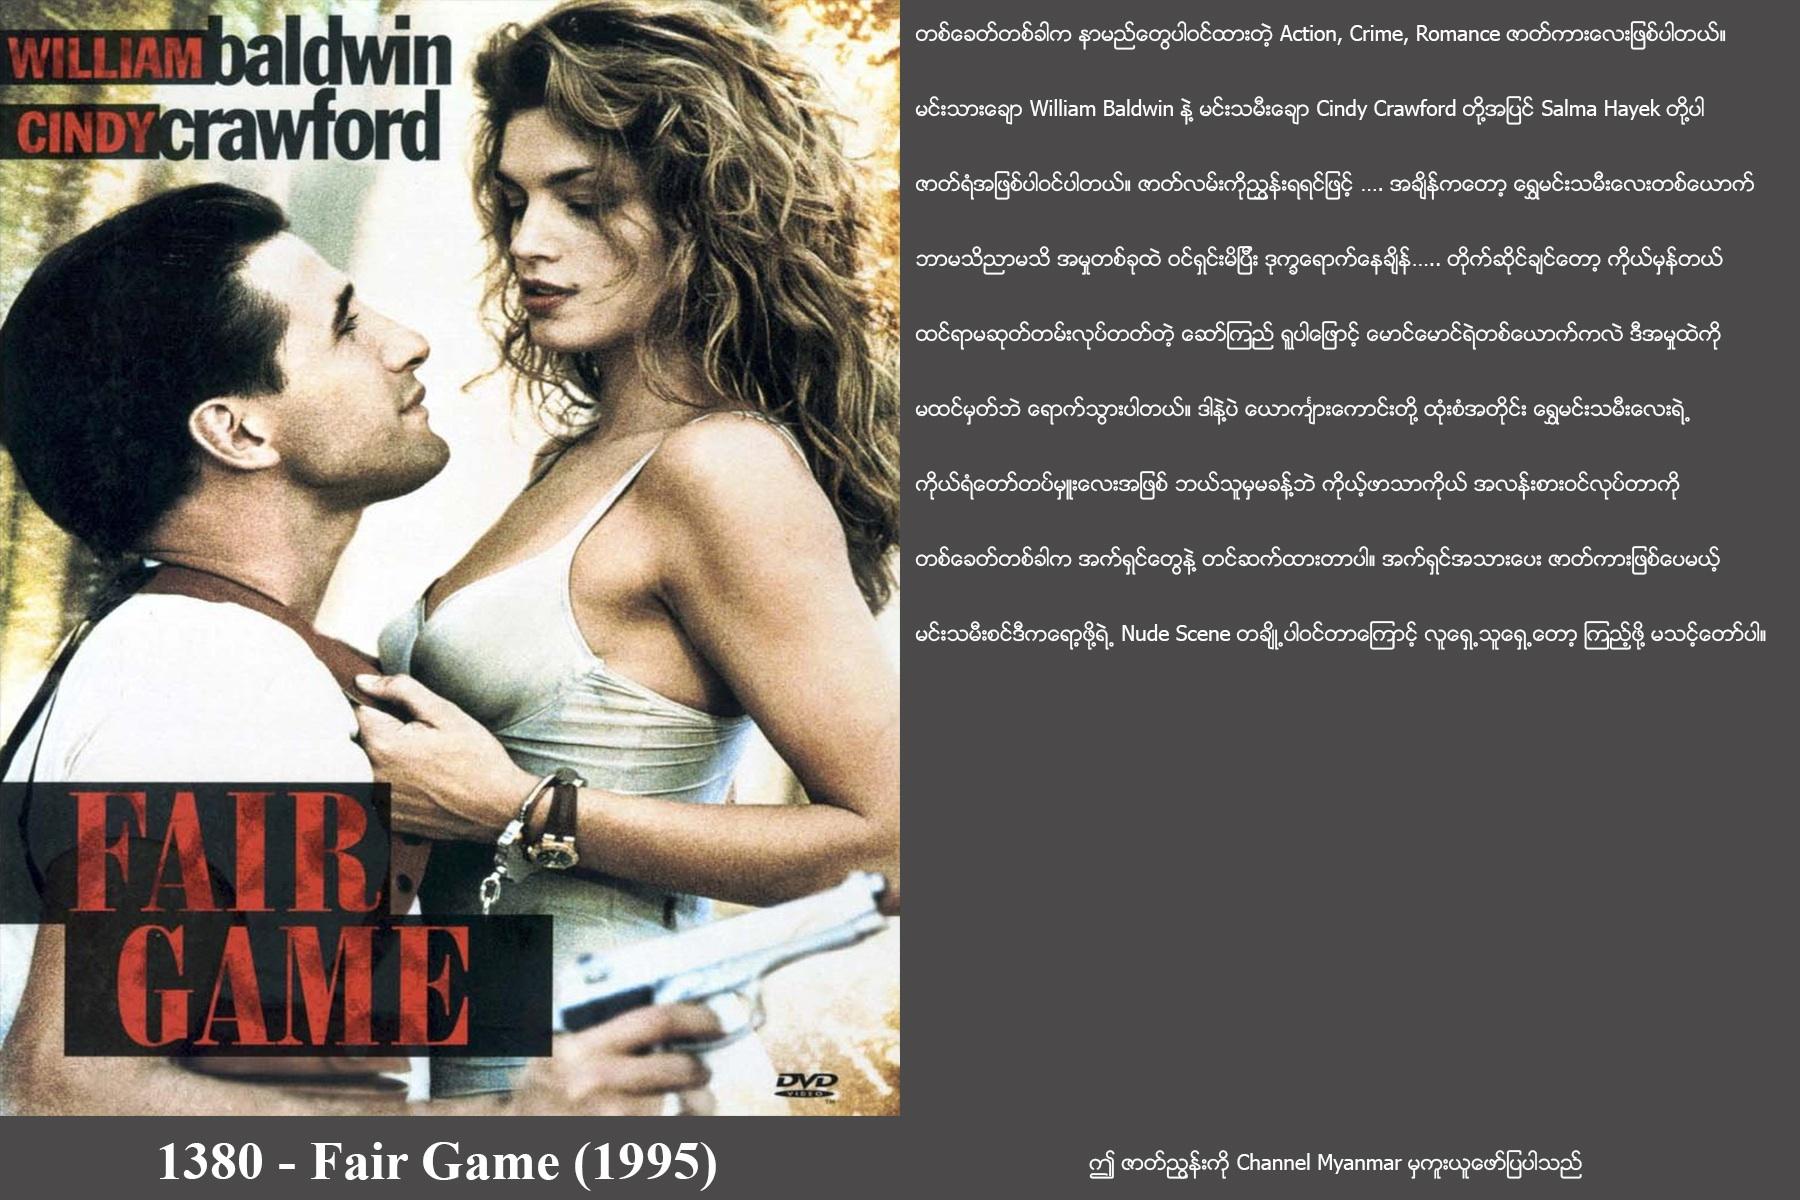 WILLIAM baldwin
CINDY crawford
FAIR
GAME
DVD
VIDEO
TM
1380 - Fair Game (1995)
တစ်ခေတ်တစ်ခါက နာမည်တွေပါဝင်ထားတဲ့ Action, Crime, Romance ဇာတ်ကားလေးဖြစ်ပါတယ်။
မင်းသားချော William Baldwin နဲ့ မင်းသမီးချော Cindy Crawford တို့အပြင် Salma Hayek တို့ပါ
ဇာတ်ရံအဖြစ်ပါဝင်ပါတယ်။ ဇာတ်လမ်းကိုညွှန်းရရင်ဖြင့် .... အချိန်ကတော့ ရွှေမင်းသမီးလေးတစ်ယောက်
ဘာမသိညာမသိ အမှုတစ်ခုထဲ ဝင်ရှင်းမိပြီး ဒုက္ခရောက်နေချိန်..... တိုက်ဆိုင်ချင်တော့ ကိုယ်မှန်တယ်
ထင်ရာမဆုတ်တမ်းလုပ်တတ်တဲ့ ဆော်ကြည် ရူပါဖြောင့် မောင်မောင်ရဲတစ်ယောက်ကလဲ ဒီအမှုထဲကို
မထင်မှတ်ဘဲ ရောက်သွားပါတယ်။ ဒါနဲ့ပဲ ယောက်ျားကောင်းတို့ ထုံးစံအတိုင်း ရွှေမင်းသမီးလေးရဲ့
ကိုယ်ရံတော်တပ်မှူးလေးအဖြစ် ဘယ်သူမှမခန့်ဘဲ ကိုယ့်ဖာသာကိုယ် အလန်းစားဝင်လုပ်တာကို
တစ်ခေတ်တစ်ခါက အက်ရှင်တွေနဲ့ တင်ဆက်ထားတာပါ။ အက်ရှင်အသားပေး ဇာတ်ကားဖြစ်ပေမယ့်
မင်းသမီးစင်ဒီကရော့ဖို့ရဲ့ Nude Scene တချို့ပါဝင်တာကြောင့် လူရှေ့သူရှေ့တော့ ကြည့်ဖို့ မသင့်တော်ပါ။
ဤ ဇာတ်ညွှန်းကို Channel Myanmar မှကူးယူဖော်ပြပါသည်